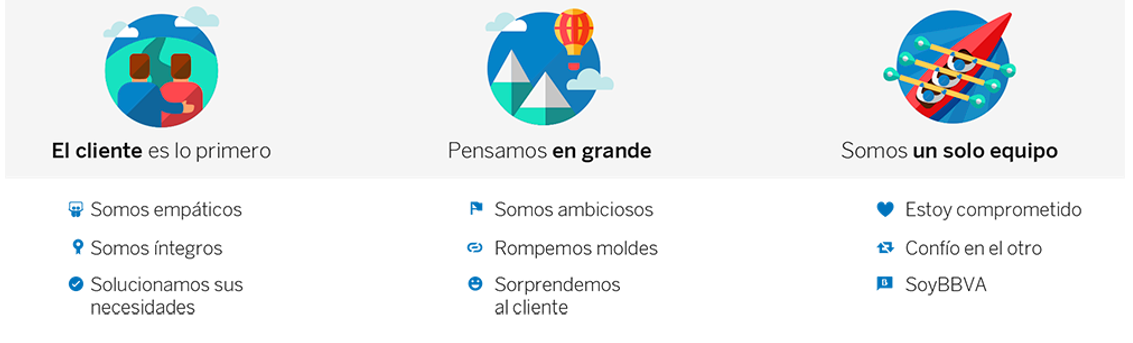 El cliente es lo primero
Somos empáticos
Somos íntegros
Solucionamos sus
necesidades
Pensamos en grande
Somos ambiciosos
Rompemos moldes
Sorprendemos
al cliente
Somos un solo equipo
Estoy comprometido
Confío en el otro
SoyBBVA